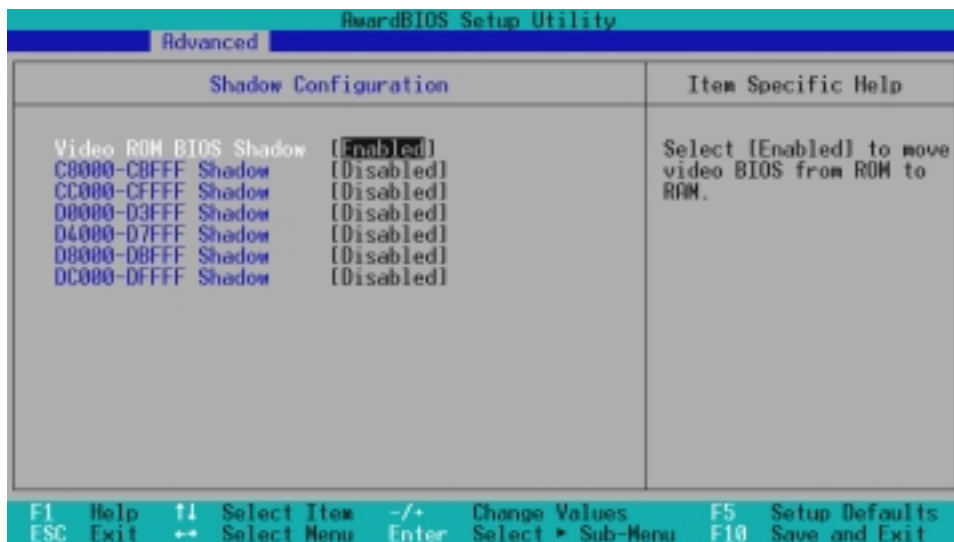 AwardBIOS Setup Utility
Advanced
Shadow Configuration
Item Specific Help
Video ROM BIOS Shadow [Enabled]
C8000-CBFFF Shadow [Disabled]
CC000-CFFFF Shadow [Disabled]
D0000-D3FFF Shadow [Disabled]
D4000-D7FFF Shadow [Disabled]
D8000-DBFFF Shadow [Disabled]
DC000-DFFFF Shadow [Disabled]
Select [Enabled] to move
video BIOS from ROM to
RAM.
F1 Help ↑↓ Select Item -/+ Change Values F5 Setup Defaults
ESC Exit ↔ Select Menu Enter Select ► Sub-Menu F10 Save and Exit